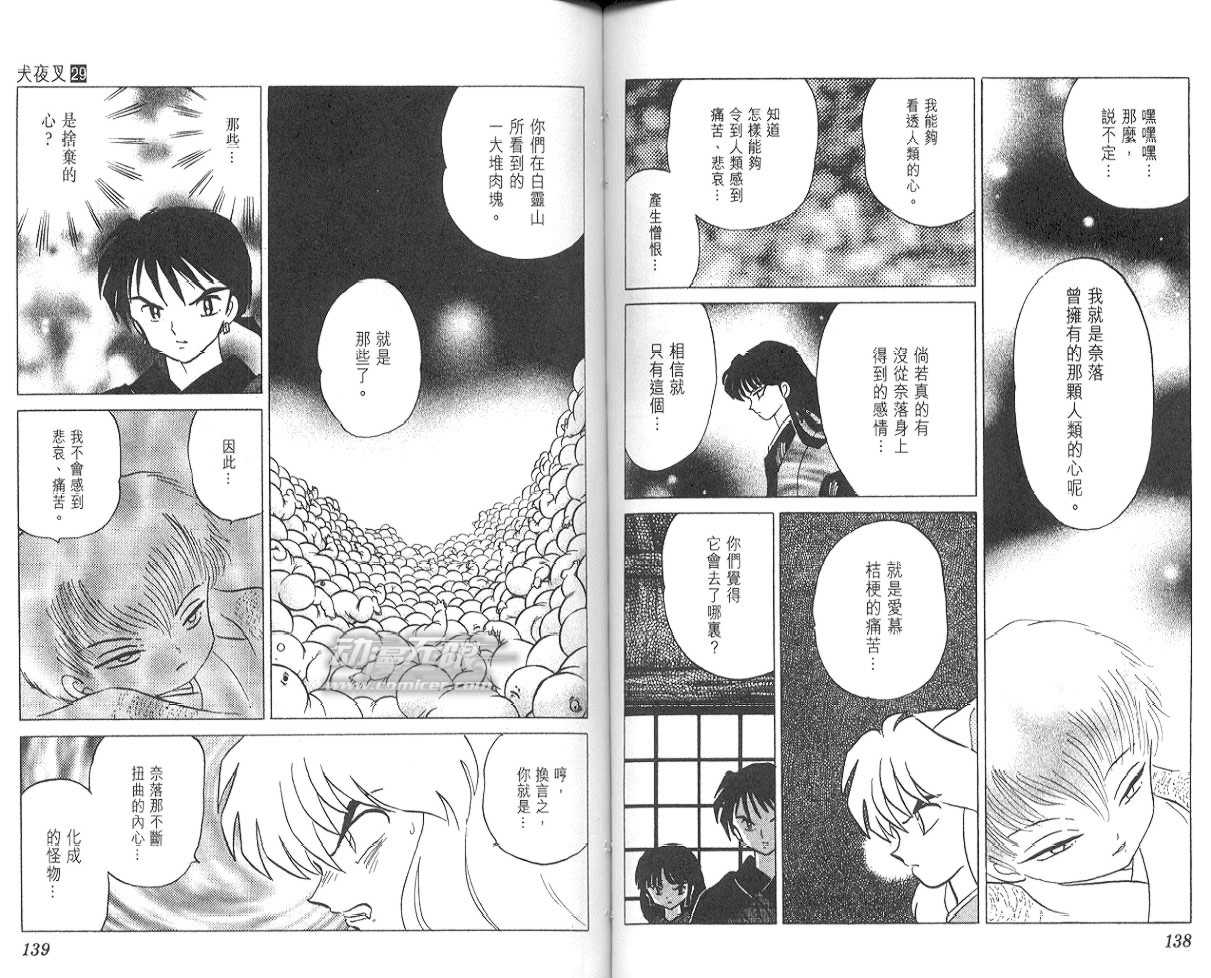 嘿嘿嘿…
那麼，
説不定…
我就是奈落
曾擁有的那顆人類的心呢。
我能夠
看透人類的心。
知道
怎樣能夠
令到人類感到
痛苦、悲哀…
產生憎恨…
倘若真的有
沒從奈落身上
得到的感情…
相信就
只有這個…
就是愛慕
桔梗的痛苦…
你們覺得
它會去了哪裏？
138
犬夜叉29
你們在白靈山
所看到的
一大堆肉塊。
就是
那些了。
那些…
是捨棄的
心？
因此…
我不會感到
悲哀、痛苦。
哼，
換言之，
你就是…
奈落那不斷
扭曲的內心…
化成
的怪物…
www.comicer.com
139